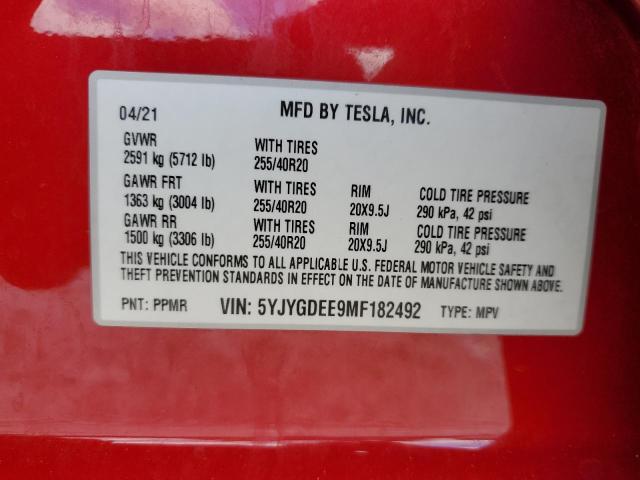 04/21 MFD BY TESLA, INC.
GVWR WITH TIRES
2591 kg (5712 lb) 255/40R20
GAWR FRT WITH TIRES RIM COLD TIRE PRESSURE
1363 kg (3004 lb) 255/40R20 20X9.5J 290 kPa, 42 psi
GAWR RR WITH TIRES RIM COLD TIRE PRESSURE
1500 kg (3306 lb) 255/40R20 20X9.5J 290 kPa, 42 psi
THIS VEHICLE CONFORMS TO ALL APPLICABLE U.S. FEDERAL MOTOR VEHICLE SAFETY AND
THEFT PREVENTION STANDARDS IN EFFECT ON THE DATE OF MANUFACTURE SHOWN ABOVE.
PNT: PPMR VIN: 5YJYGDEE9MF182492 TYPE: MPV